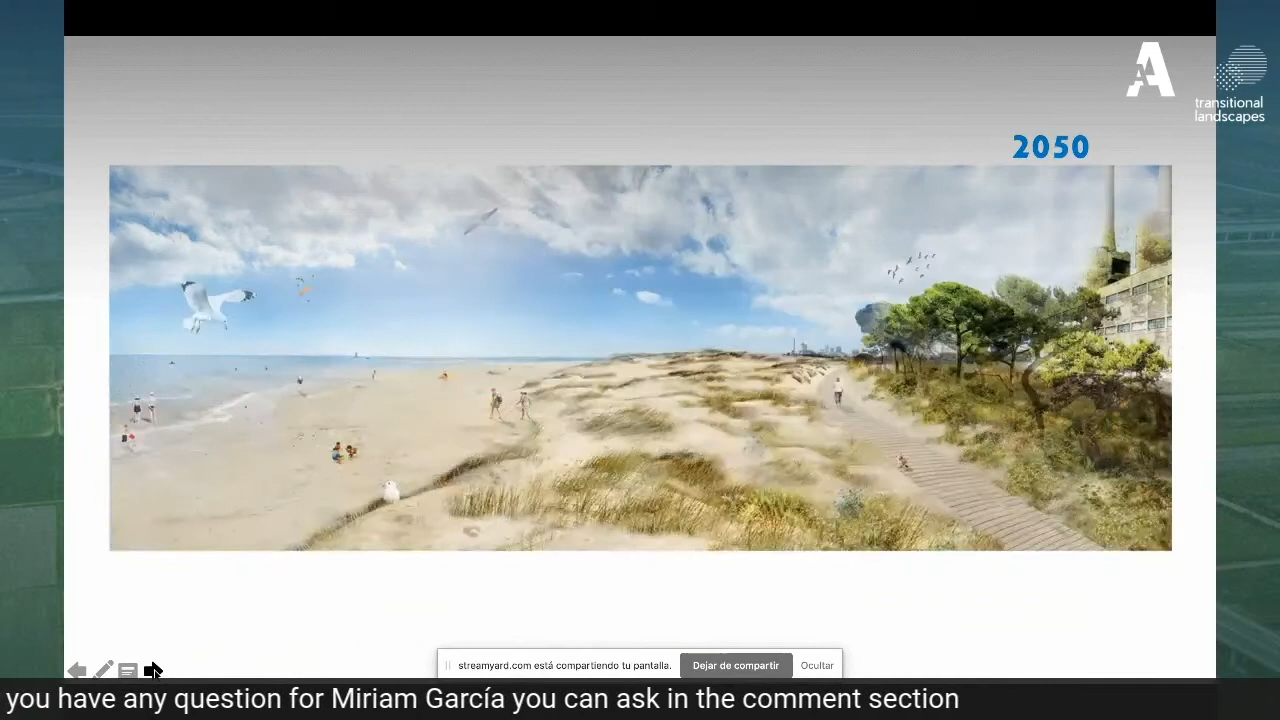 A
transitional
landscapes
2050
streamyard.com está compartiendo tu pantalla. Dejar de compartir Ocultar
you have any question for Miriam García you can ask in the comment section